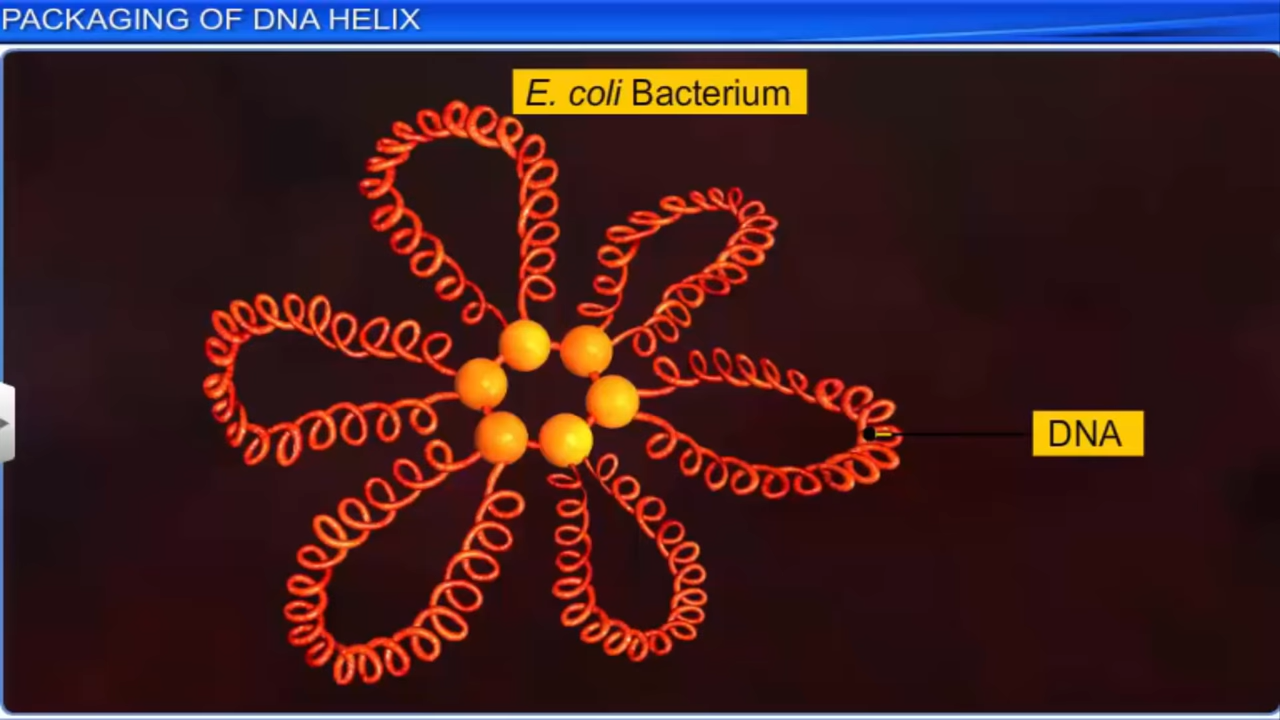 PACKAGING OF DNA HELIX
E. coli Bacterium
DNA